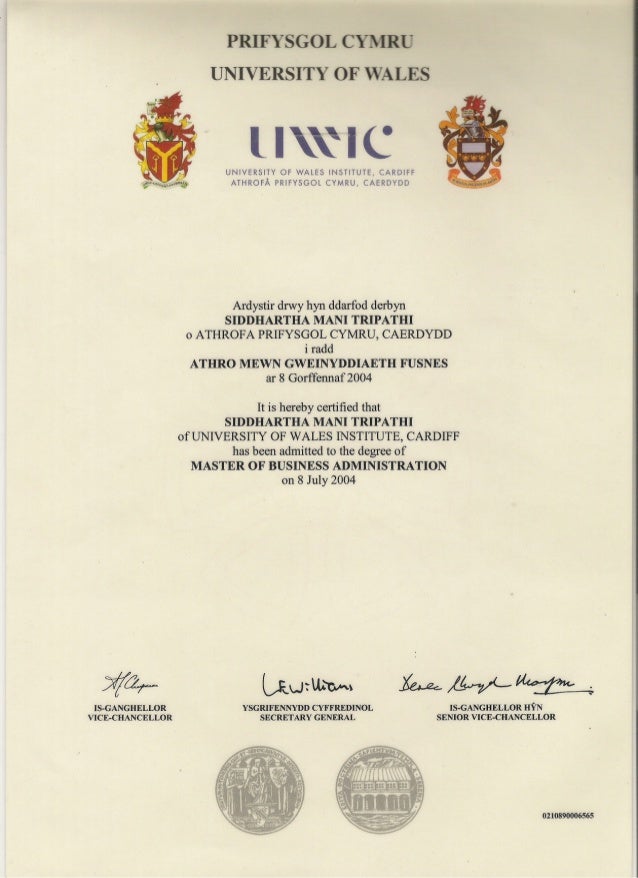 PRIFYSGOL CYMRU
UNIVERSITY OF WALES
UWIC
UNIVERSITY OF WALES INSTITUTE, CARDIFF
ATHROFÂ PRIFYSGOL CYMRU, CAERDYDD
Ardystir drwy hyn ddarfod derbyn
SIDDHARTHA MANI TRIPATHI
o ATHROFA PRIFYSGOL CYMRU, CAERDYDD
i radd
ATHRO MEWN GWEINYDDIAETH FUSNES
ar 8 Gorffennaf 2004
It is hereby certified that
SIDDHARTHA MANI TRIPATHI
of UNIVERSITY OF WALES INSTITUTE, CARDIFF
has been admitted to the degree of
MASTER OF BUSINESS ADMINISTRATION
on 8 July 2004
IS-GANGHELLOR YSGRIFENNYDD CYFFREDINOL IS-GANGHELLOR HŶN
VICE-CHANCELLOR SECRETARY GENERAL SENIOR VICE-CHANCELLOR
0210890006565